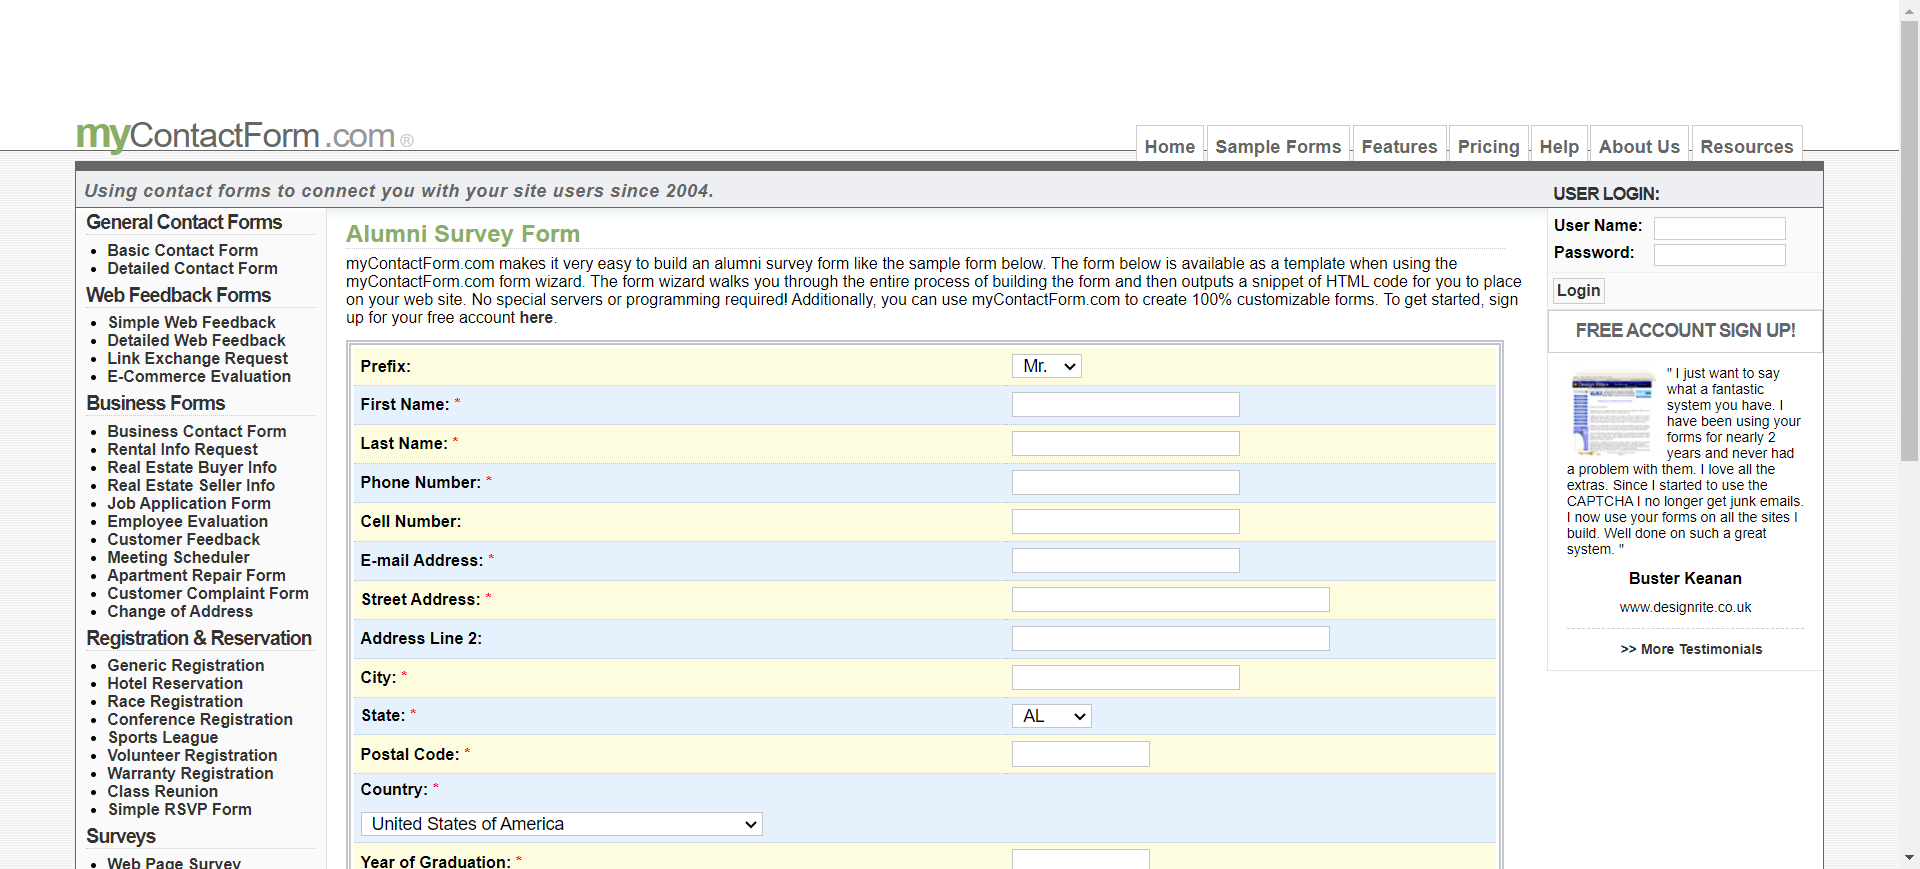 myContactForm.com®
Home
Sample Forms
Features
Pricing
Help
About Us
Resources
Using contact forms to connect you with your site users since 2004.
General Contact Forms
Basic Contact Form
Detailed Contact Form
Web Feedback Forms
Simple Web Feedback
Detailed Web Feedback
Link Exchange Request
E-Commerce Evaluation
Business Forms
Business Contact Form
Rental Info Request
Real Estate Buyer Info
Real Estate Seller Info
Job Application Form
Employee Evaluation
Customer Feedback
Meeting Scheduler
Apartment Repair Form
Customer Complaint Form
Change of Address
Registration & Reservation
Generic Registration
Hotel Reservation
Race Registration
Conference Registration
Sports League
Volunteer Registration
Warranty Registration
Class Reunion
Simple RSVP Form
Surveys
Web Page Survey
Alumni Survey Form
myContactForm.com makes it very easy to build an alumni survey form like the sample form below. The form below is available as a template when using the
myContactForm.com form wizard. The form wizard walks you through the entire process of building the form and then outputs a snippet of HTML code for you to place
on your web site. No special servers or programming required! Additionally, you can use myContactForm.com to create 100% customizable forms. To get started, sign
up for your free account here.
Prefix: Mr.
First Name: *
Last Name: *
Phone Number: *
Cell Number:
E-mail Address: *
Street Address: *
Address Line 2:
City: *
State: * AL
Postal Code: *
Country: *
United States of America
Year of Graduation: *
USER LOGIN:
User Name:
Password:
Login
FREE ACCOUNT SIGN UP!
" I just want to say
what a fantastic
system you have. I
have been using your
forms for nearly 2
years and never had
a problem with them. I love all the
extras. Since I started to use the
CAPTCHA I no longer get junk emails.
I now use your forms on all the sites I
build. Well done on such a great
system. "
Buster Keanan
www.designrite.co.uk
>> More Testimonials